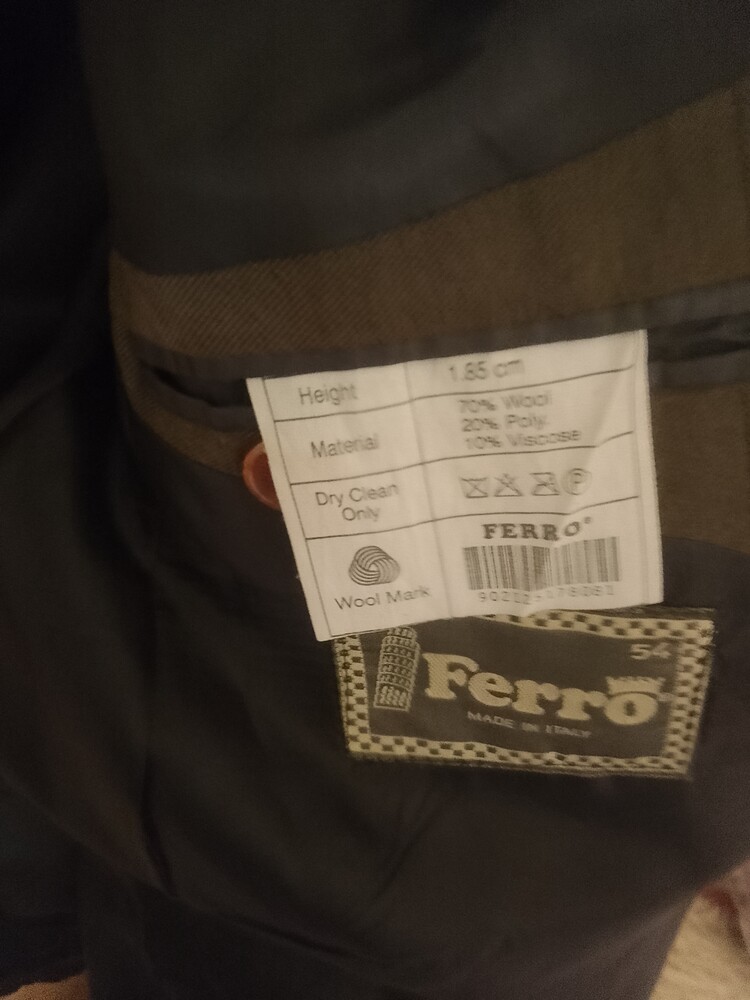 Height 1.85 cm
Material 70% Wool
20% Poly.
10% Viscose
Dry Clean
Only
P
FERRO
Wool Mark
54
Ferro
MADE IN ITALY